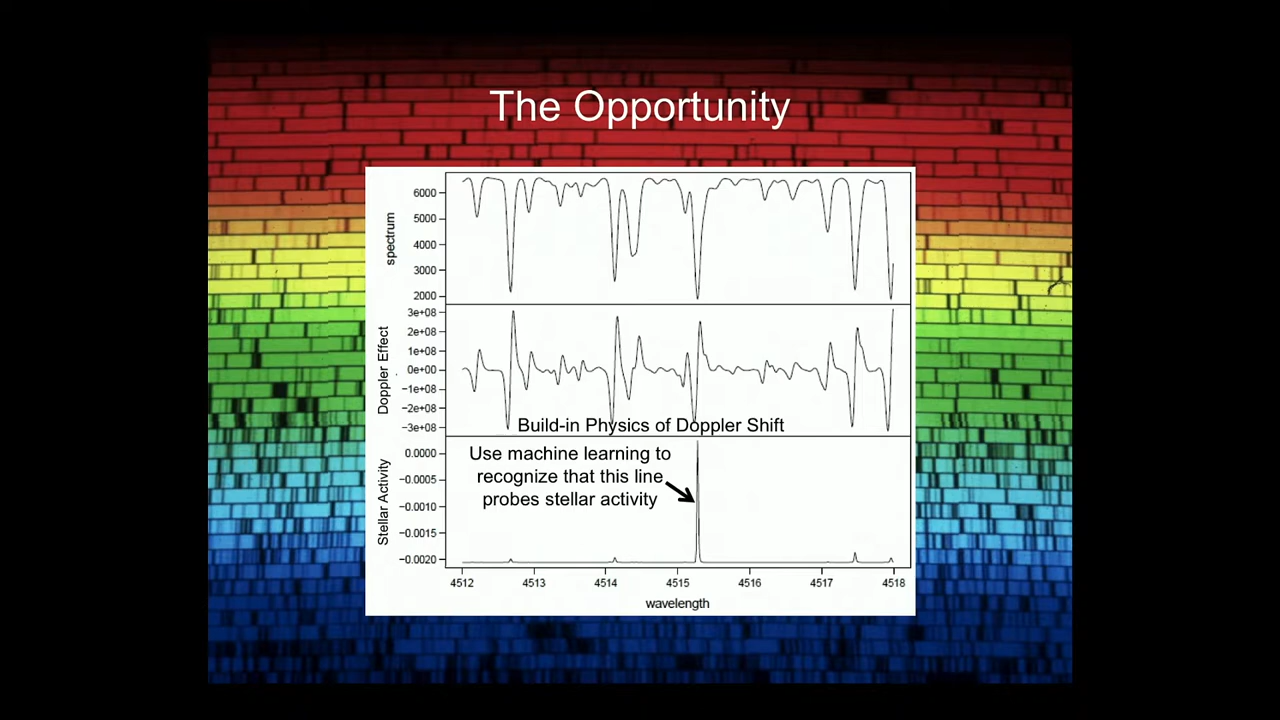 The Opportunity
spectrum
6000
5000
4000
3000
2000
Doppler Effect
3e+08
2e+08
1e+08
0e+00
−1e+08
−2e+08
−3e+08
Build-in Physics of Doppler Shift
Stellar Activity
0.0000
−0.0005
−0.0010
−0.0015
−0.0020
Use machine learning to
recognize that this line
probes stellar activity
4512 4513 4514 4515 4516 4517 4518
wavelength